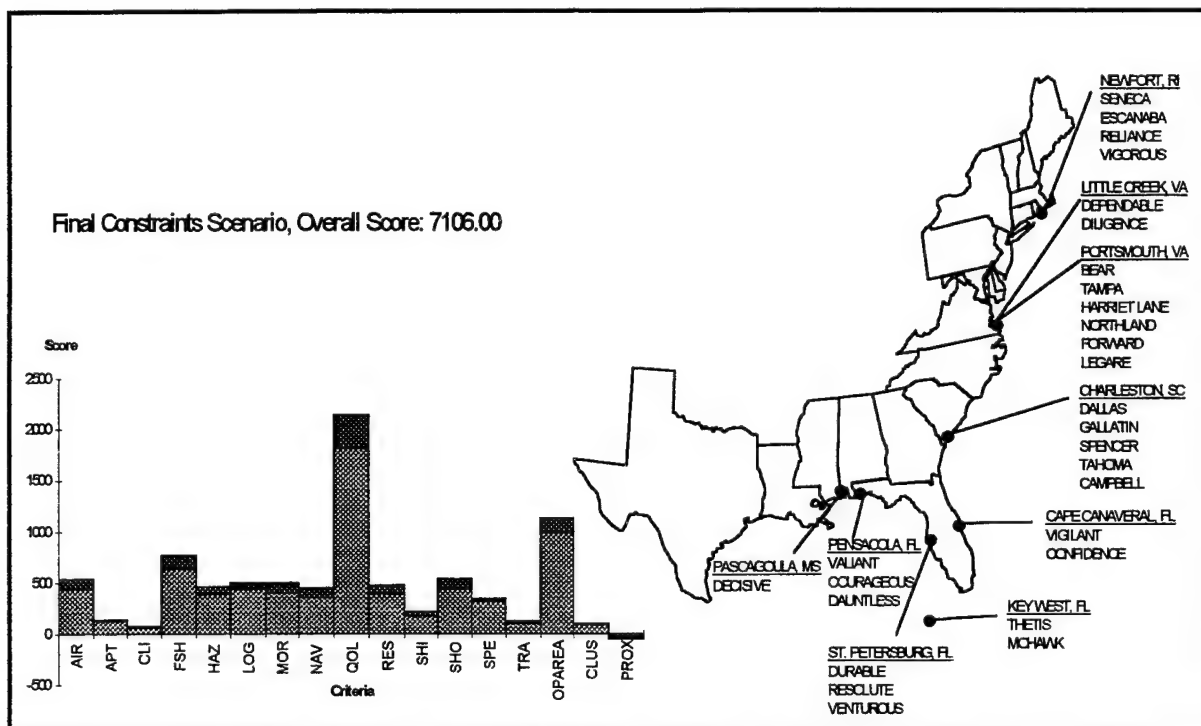 Final Constraints Scenario, Overall Score: 7106.00
Score
2500
2000
1500
1000
500
0
-500
AIR
APT
CLI
FSH
HAZ
LOG
MOR
NAV
QOL
RES
SHI
SHO
SPE
TRA
OPAREA
CLUS
PROX
Criteria
NEWPORT, RI
SENECA
ESCANABA
RELIANCE
VIGOROUS
LITTLE CREEK, VA
DEPENDABLE
DILIGENCE
PORTSMOUTH, VA
BEAR
TAMPA
HARRIET LANE
NORTHLAND
FORWARD
LEGARE
CHARLESTON, SC
DALLAS
GALLATIN
SPENCER
TAHOMA
CAMPBELL
CAPE CANAVERAL, FL
VIGILANT
CONFIDENCE
PENSACOLA, FL
VALIANT
COURAGEOUS
DAUNTLESS
PASCAGOULA, MS
DECISIVE
KEY WEST, FL
THETIS
MOHAWK
ST. PETERSBURG, FL
DURABLE
RESOLUTE
VENTUROUS